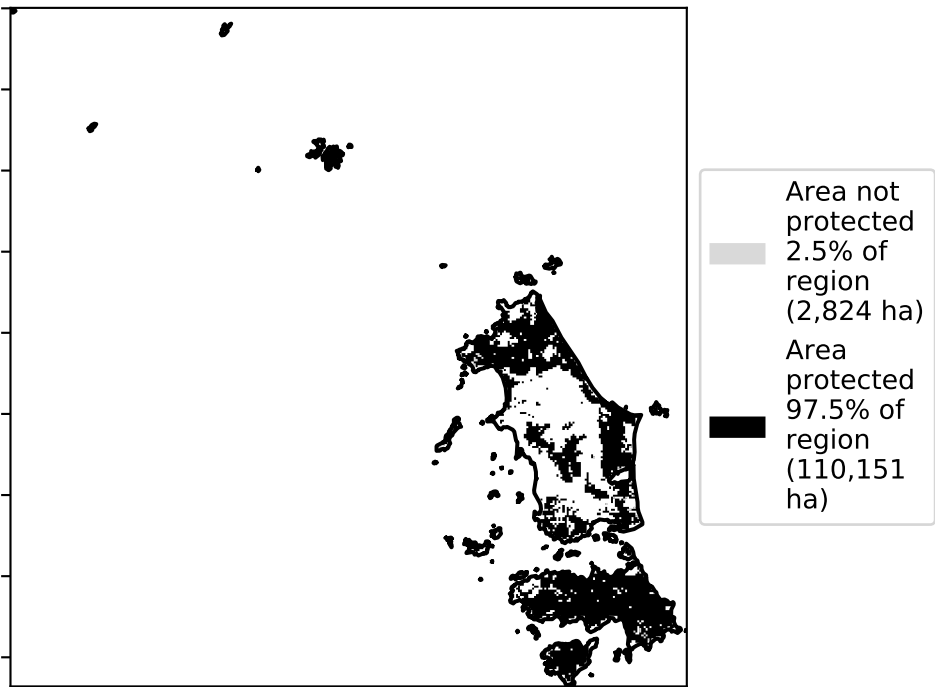 Area not
protected
2.5% of
region
(2,824 ha)
Area
protected
97.5% of
region
(110,151
ha)